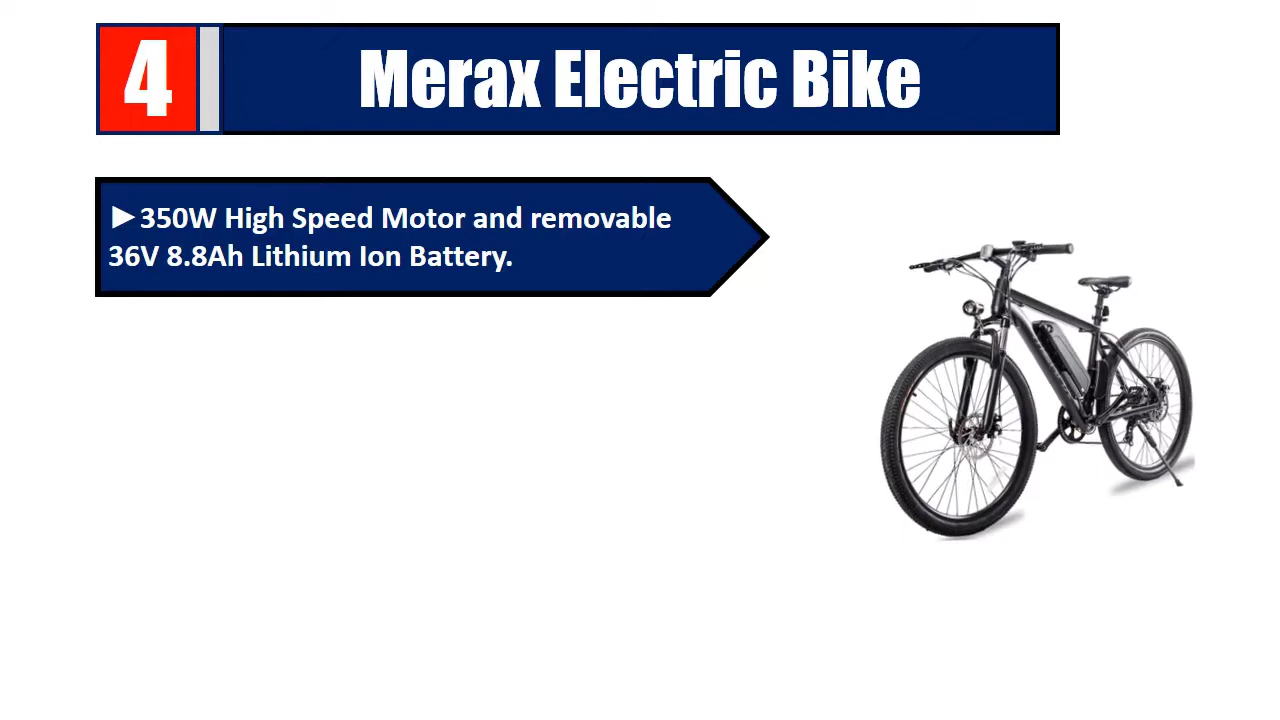 4
Merax Electric Bike
►350W High Speed Motor and removable
36V 8.8Ah Lithium Ion Battery.